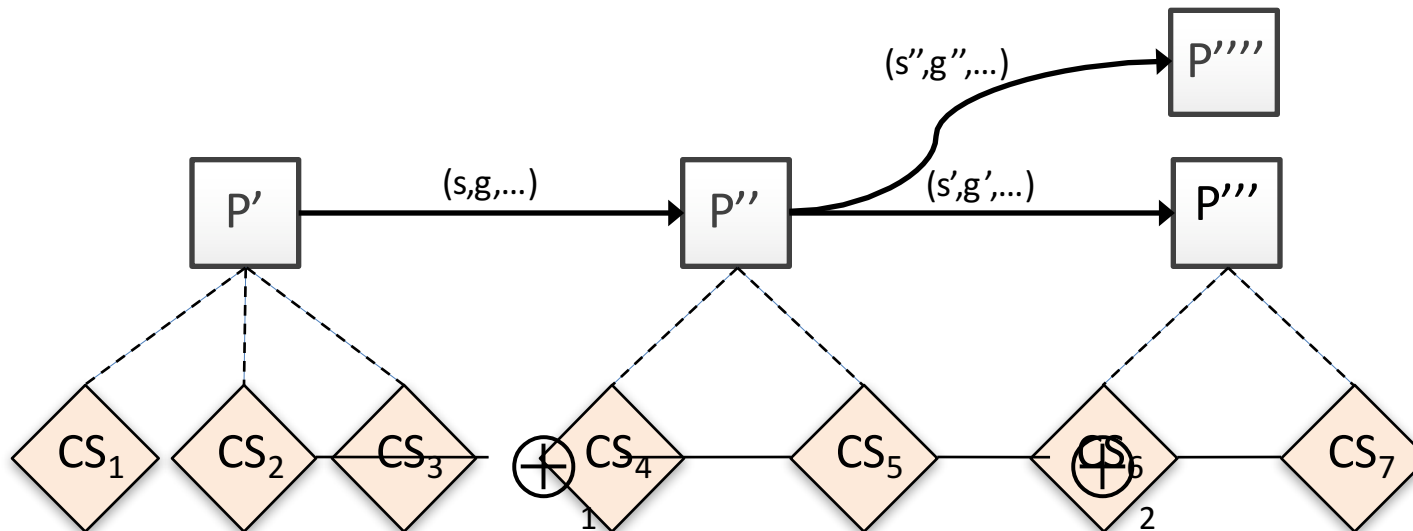 (s'',g'',...)
P''''
P'
(s,g,...)
P''
(s',g',...)
P'''
CS1
CS2
CS3
CS4
CS5
CS6
CS7
⊕1
⊕2